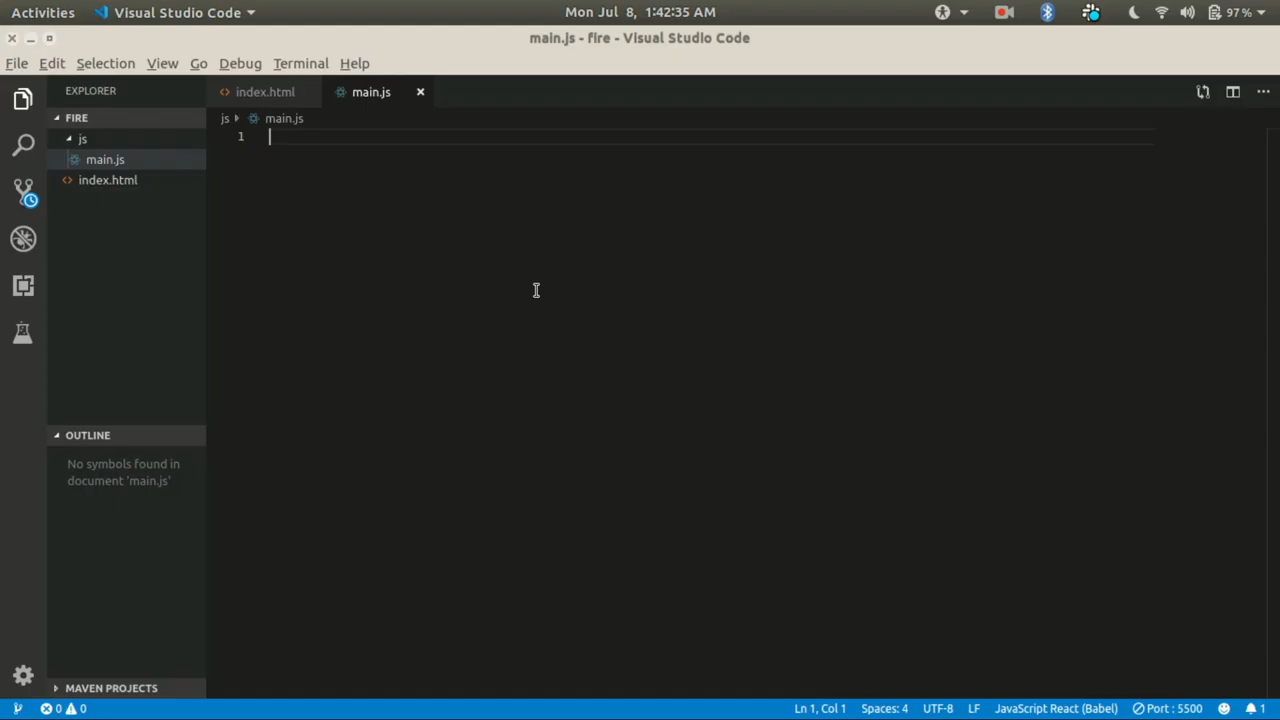 Activities Visual Studio Code Mon Jul 8, 1:42:35 AM 97%
main.js - fire - Visual Studio Code
File Edit Selection View Go Debug Terminal Help
EXPLORER index.html main.js
FIRE js main.js
js 1
main.js
index.html
OUTLINE
No symbols found in
document 'main.js'
MAVEN PROJECTS
0 0 Ln 1, Col 1 Spaces: 4 UTF-8 LF JavaScript React (Babel) Port : 5500 1